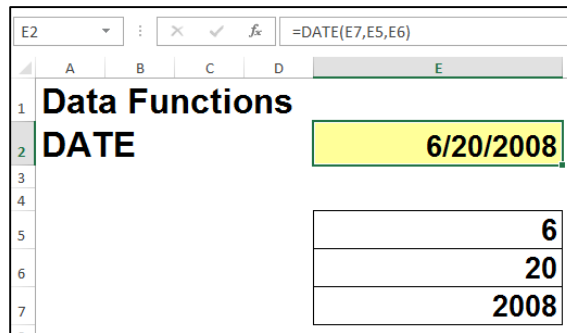 E2 fx =DATE(E7,E5,E6)
A B C D E
1 Data Functions
2 DATE 6/20/2008
3
4
5 6
6 20
7 2008